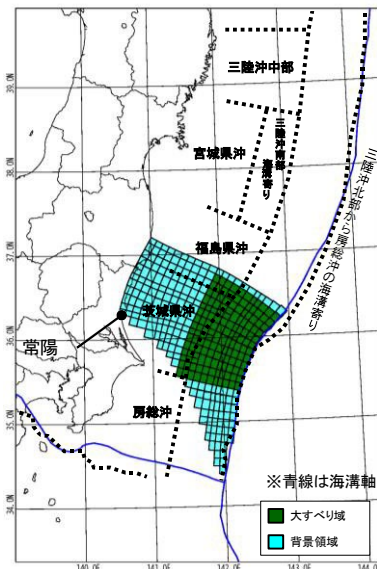 三陸沖中部
宮城県沖
三陸沖南部
海溝寄り
福島県沖
三陸沖北部から房総沖の海溝寄り
茨城県沖
常陽
房総沖
※青線は海溝軸
大すべり域
背景領域
39.0N
38.0N
37.0N
36.0N
35.0N
34.0N
140.0E
141.0E
142.0E
143.0E
144.0